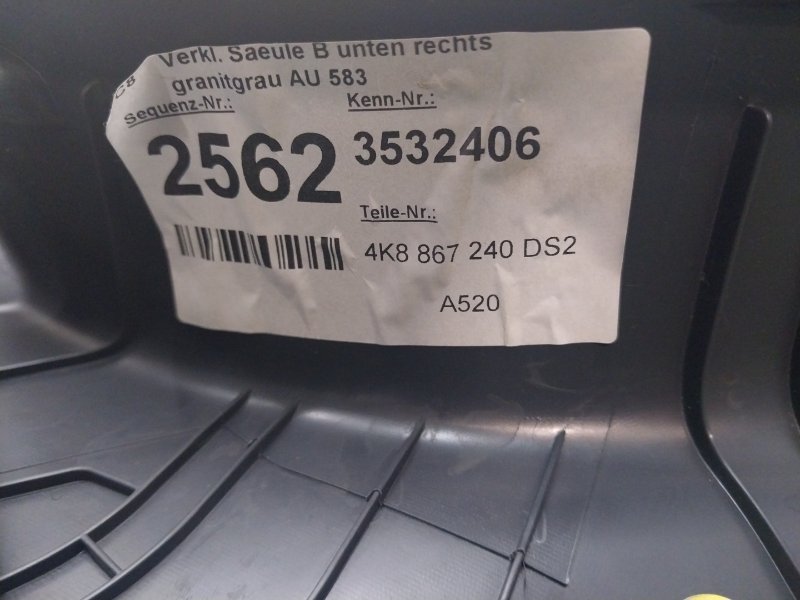 Verkl. Saeule B unten rechts
C8
granitgrau AU 583
Sequenz-Nr.:
Kenn-Nr.:
2562
3532406
Teile-Nr.:
4K8 867 240 DS2
A520